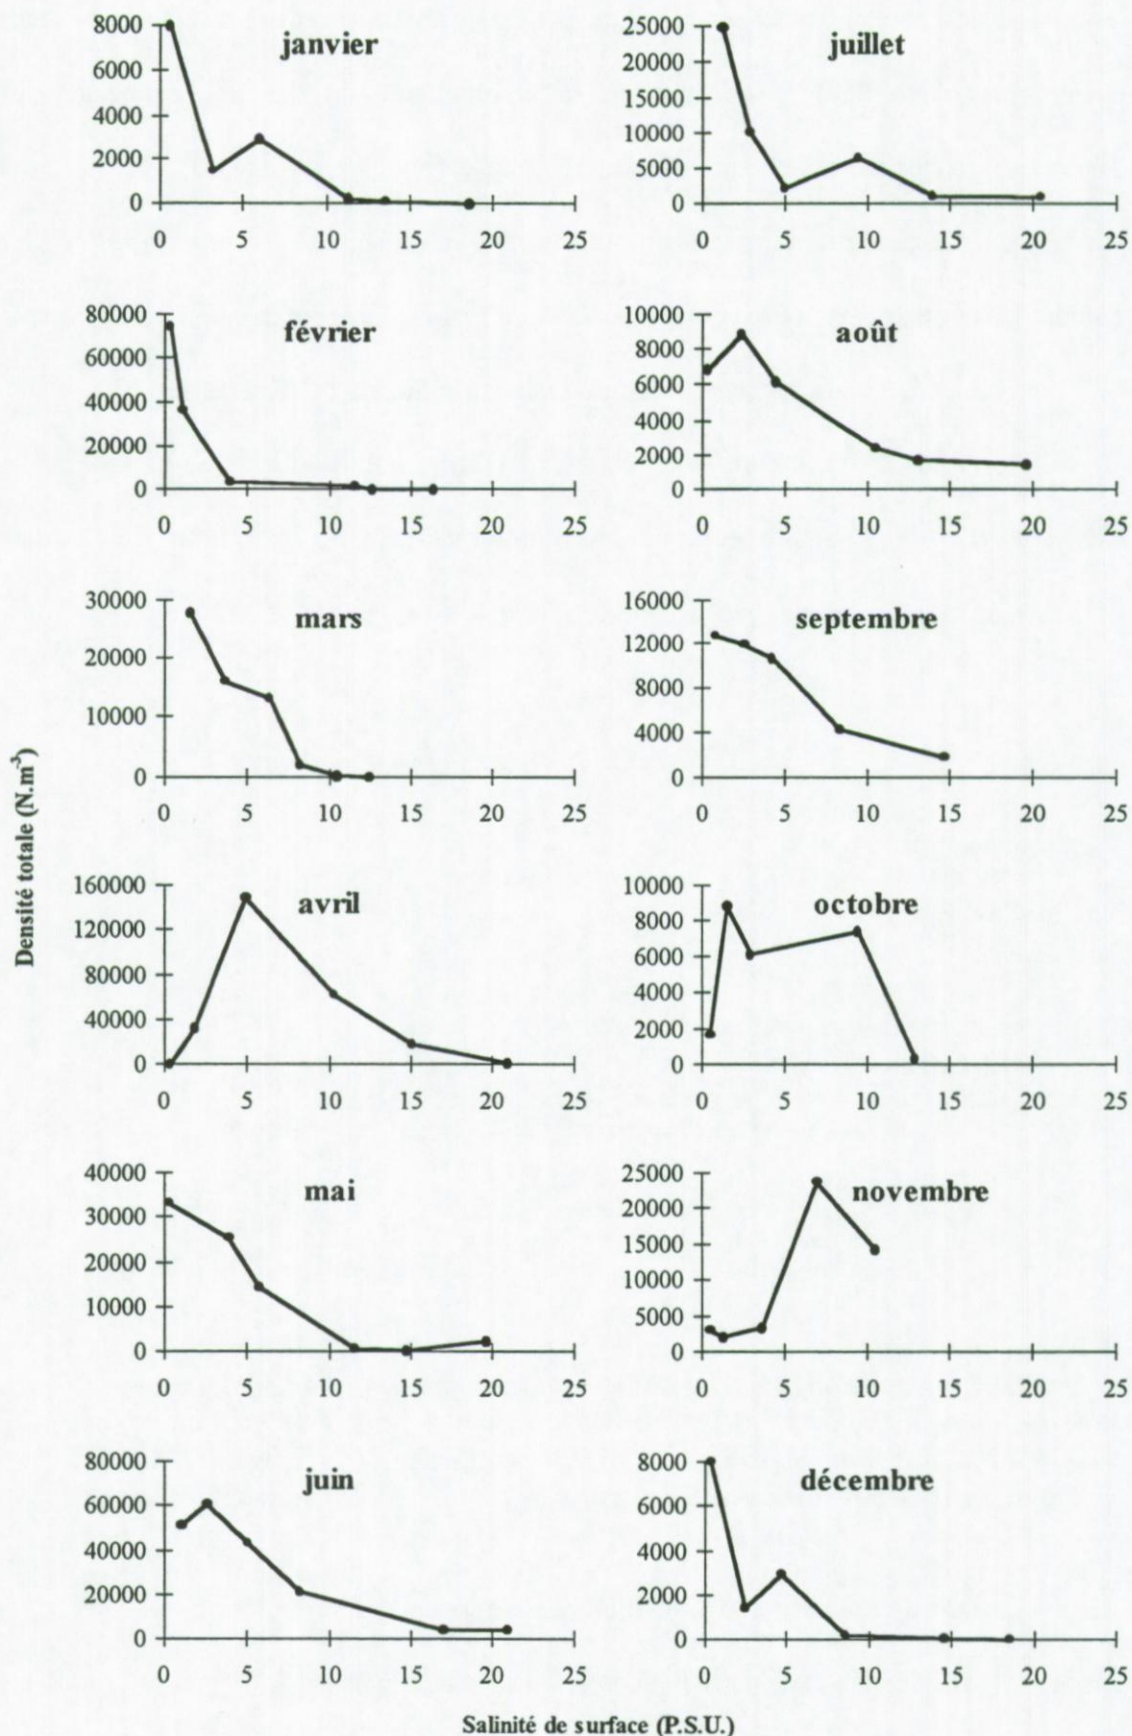 janvier
8000
6000
4000
2000
0
0 5 10 15 20 25
juillet
25000
20000
15000
10000
5000
0
0 5 10 15 20 25
février
80000
60000
40000
20000
0
0 5 10 15 20 25
août
10000
8000
6000
4000
2000
0
0 5 10 15 20 25
mars
30000
20000
10000
0
0 5 10 15 20 25
septembre
16000
12000
8000
4000
0
0 5 10 15 20 25
avril
160000
120000
80000
40000
0
0 5 10 15 20 25
octobre
10000
8000
6000
4000
2000
0
0 5 10 15 20 25
mai
40000
30000
20000
10000
0
0 5 10 15 20 25
novembre
25000
20000
15000
10000
5000
0
0 5 10 15 20 25
juin
80000
60000
40000
20000
0
0 5 10 15 20 25
décembre
8000
6000
4000
2000
0
0 5 10 15 20 25
Densité totale (N.m⁻³)
Salinité de surface (P.S.U.)